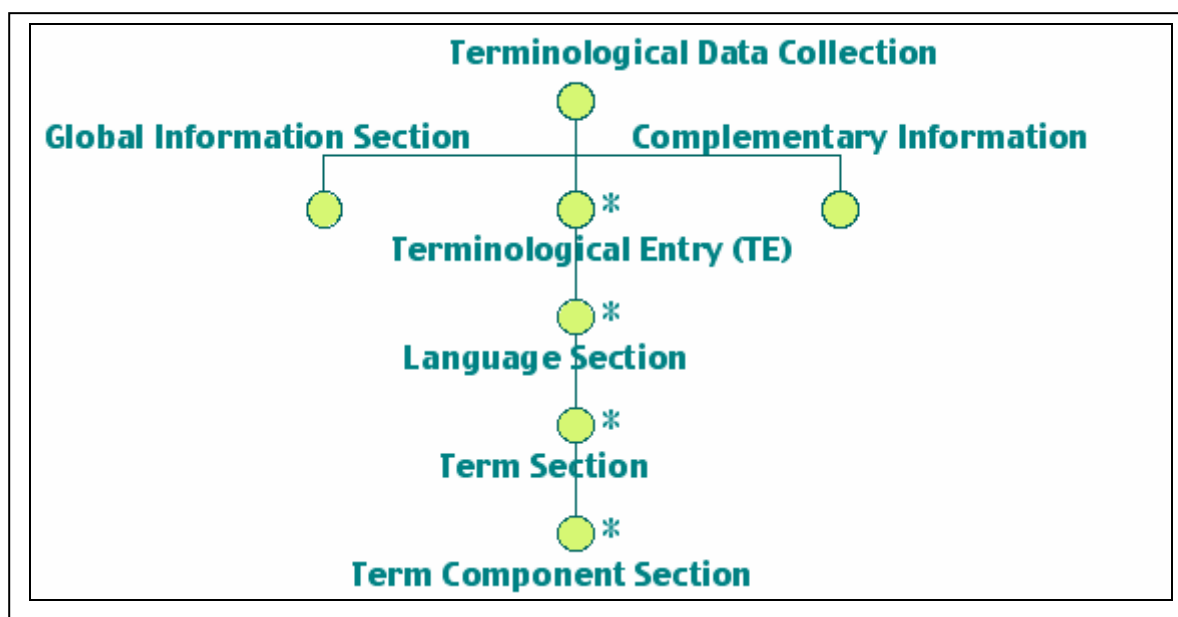 Terminological Data Collection
Global Information Section
Complementary Information
*
Terminological Entry (TE)
*
Language Section
*
Term Section
*
Term Component Section